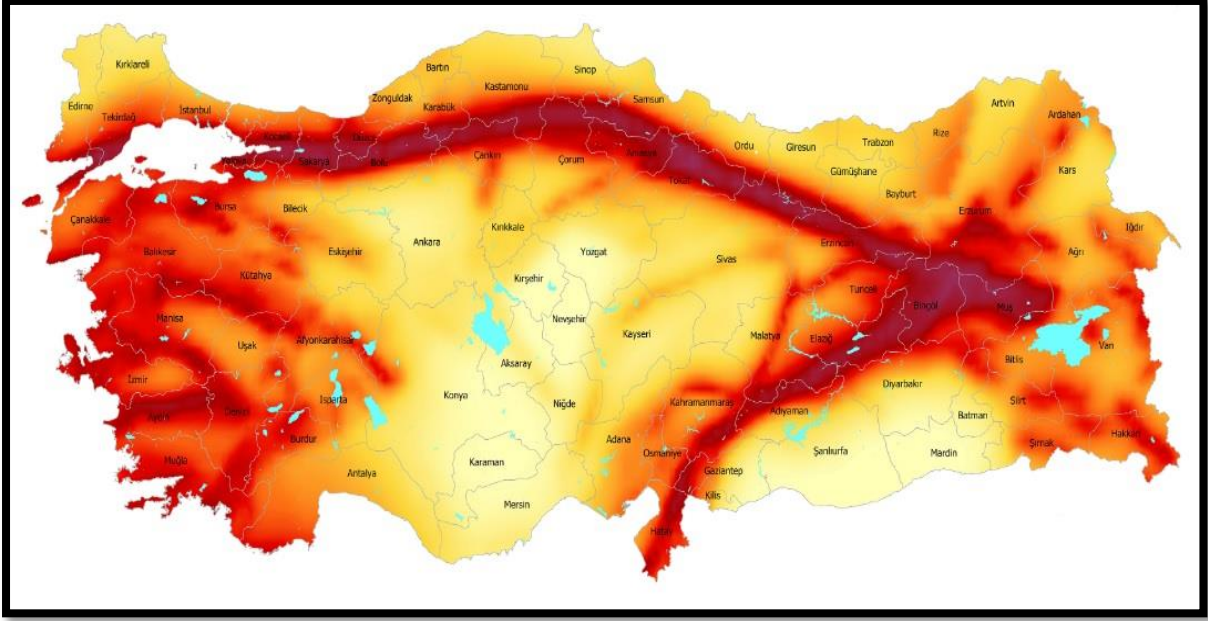 Kırklareli
Edirne
Tekirdağ
İstanbul
Kocaeli
Yalova
Sakarya
Düzce
Bolu
Zonguldak
Bartın
Karabük
Kastamonu
Sinop
Samsun
Çankırı
Çorum
Amasya
Tokat
Ordu
Giresun
Trabzon
Gümüşhane
Bayburt
Rize
Artvin
Ardahan
Kars
Iğdır
Ağrı
Erzurum
Erzincan
Çanakkale
Balıkesir
Bursa
Bilecik
Kütahya
Eskişehir
Ankara
Kırıkkale
Kırşehir
Yozgat
Sivas
Nevşehir
Kayseri
Malatya
Tunceli
Elazığ
Bingöl
Muş
Bitlis
Van
Manisa
Uşak
Afyonkarahisar
İzmir
Aydın
Denizli
Isparta
Burdur
Muğla
Antalya
Konya
Aksaray
Niğde
Karaman
Mersin
Adana
Kahramanmaraş
Osmaniye
Gaziantep
Kilis
Hatay
Adıyaman
Şanlıurfa
Diyarbakır
Mardin
Batman
Siirt
Şırnak
Hakkari